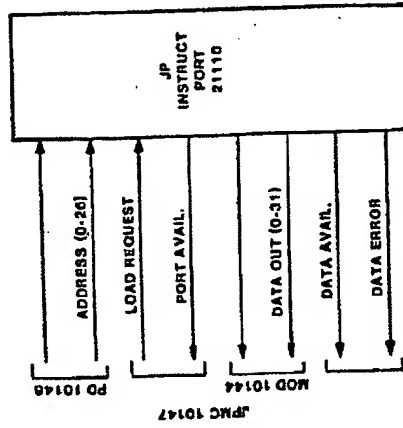 JP
INSTRUCT
PORT
21110
ADDRESS (0-26)
LOAD REQUEST
PORT AVAIL.
DATA OUT (0-31)
DATA AVAIL.
DATA ERROR
PD 10146
MOD 10144
JPMC 10147